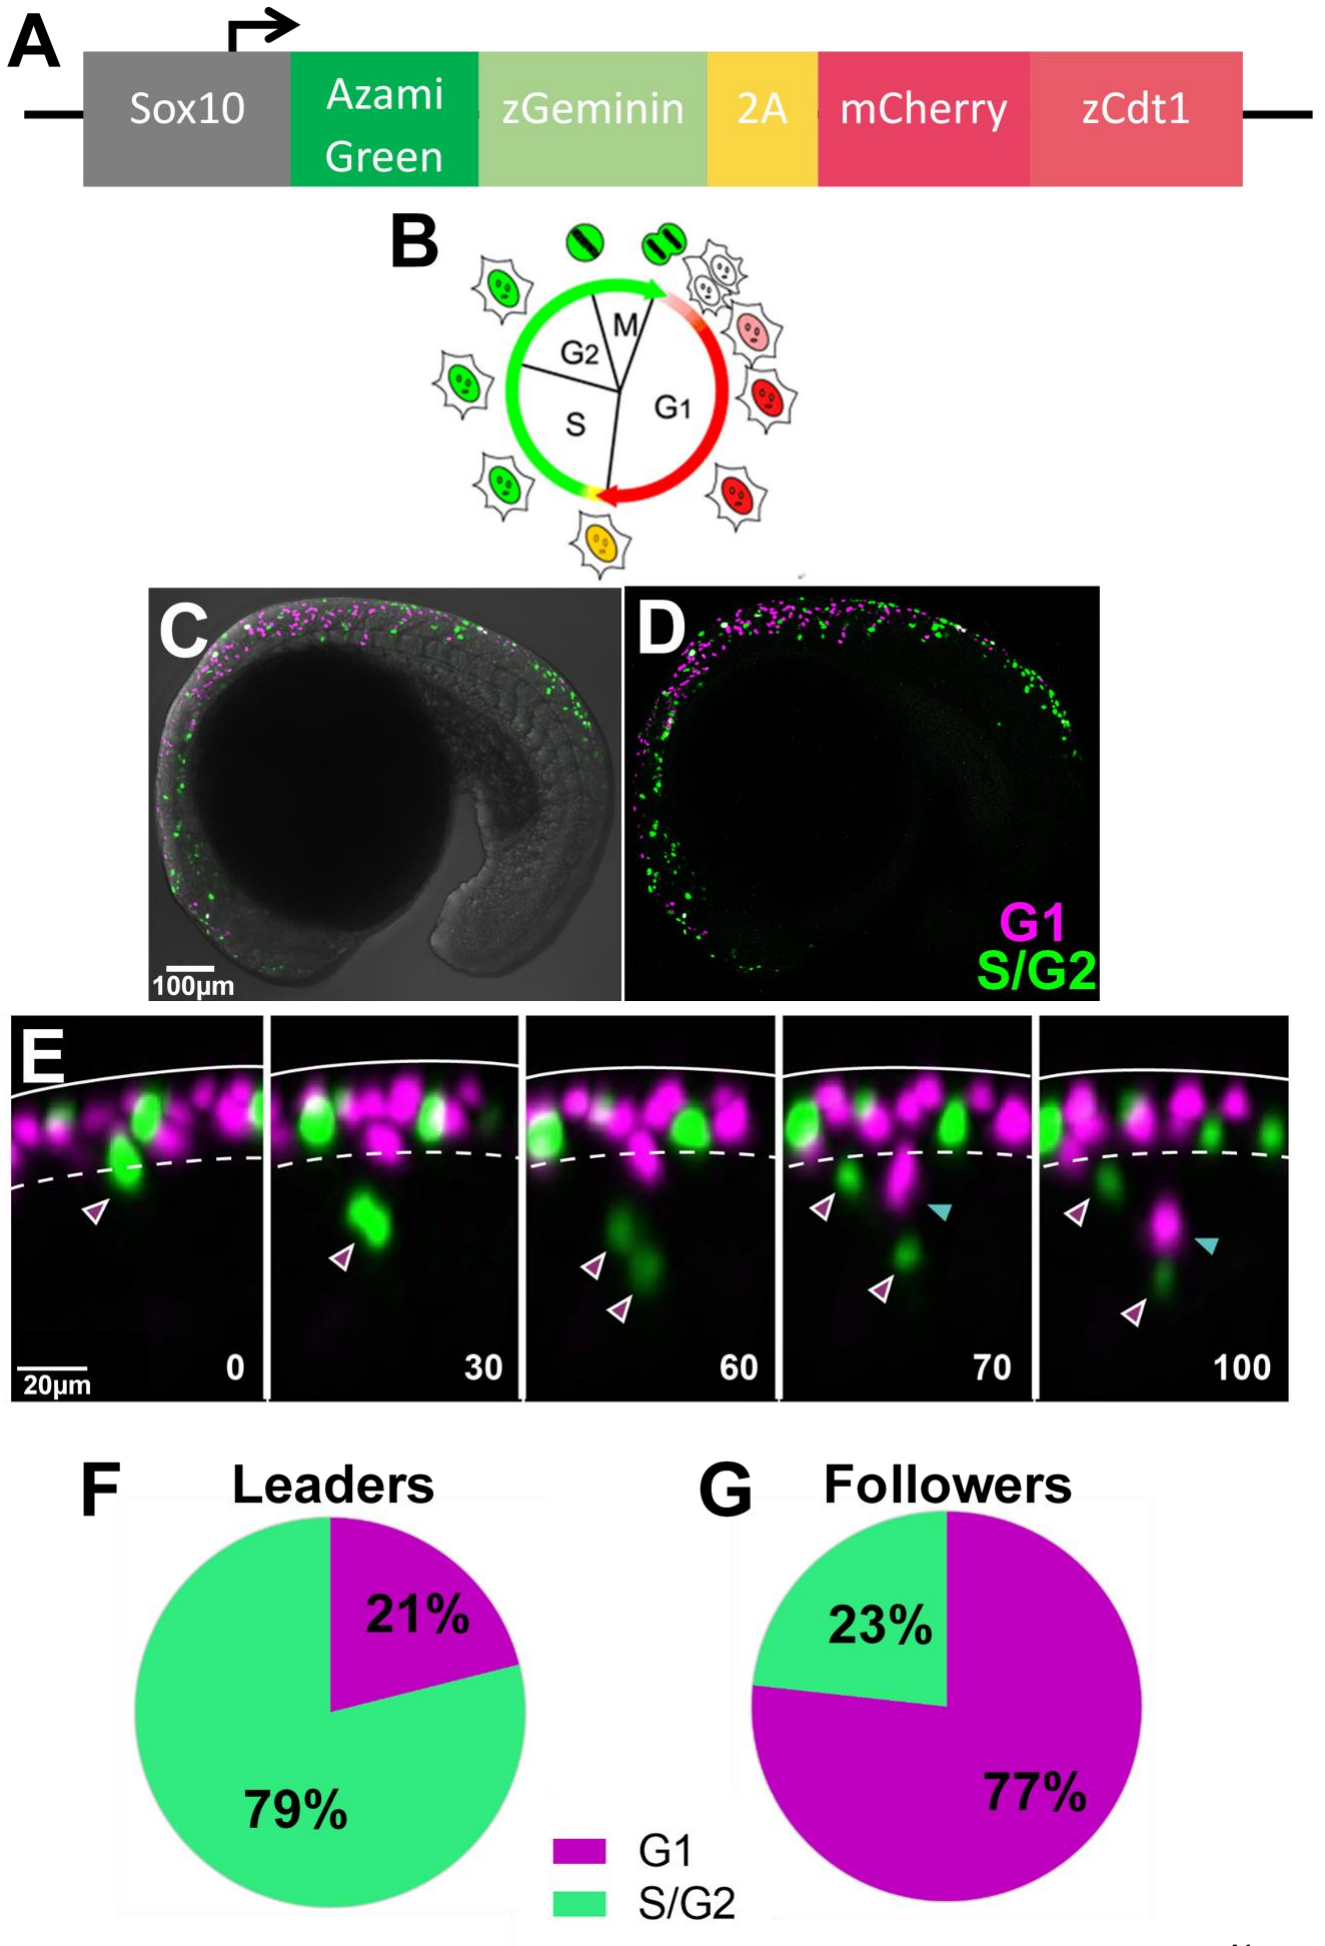 A
Sox10
Azami
Green
zGeminin
2A
mCherry
zCdt1
B
M
G2
G1
S
C
D
G1
S/G2
100µm
E
0
30
60
70
100
20µm
F
Leaders
G
Followers
21%
79%
23%
77%
G1
S/G2